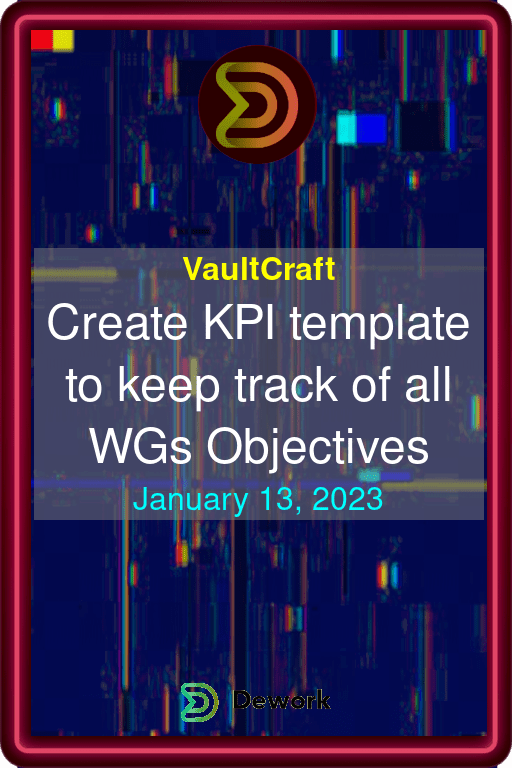 VaultCraft
Create KPI template
to keep track of all
WGs Objectives
January 13, 2023
Dework